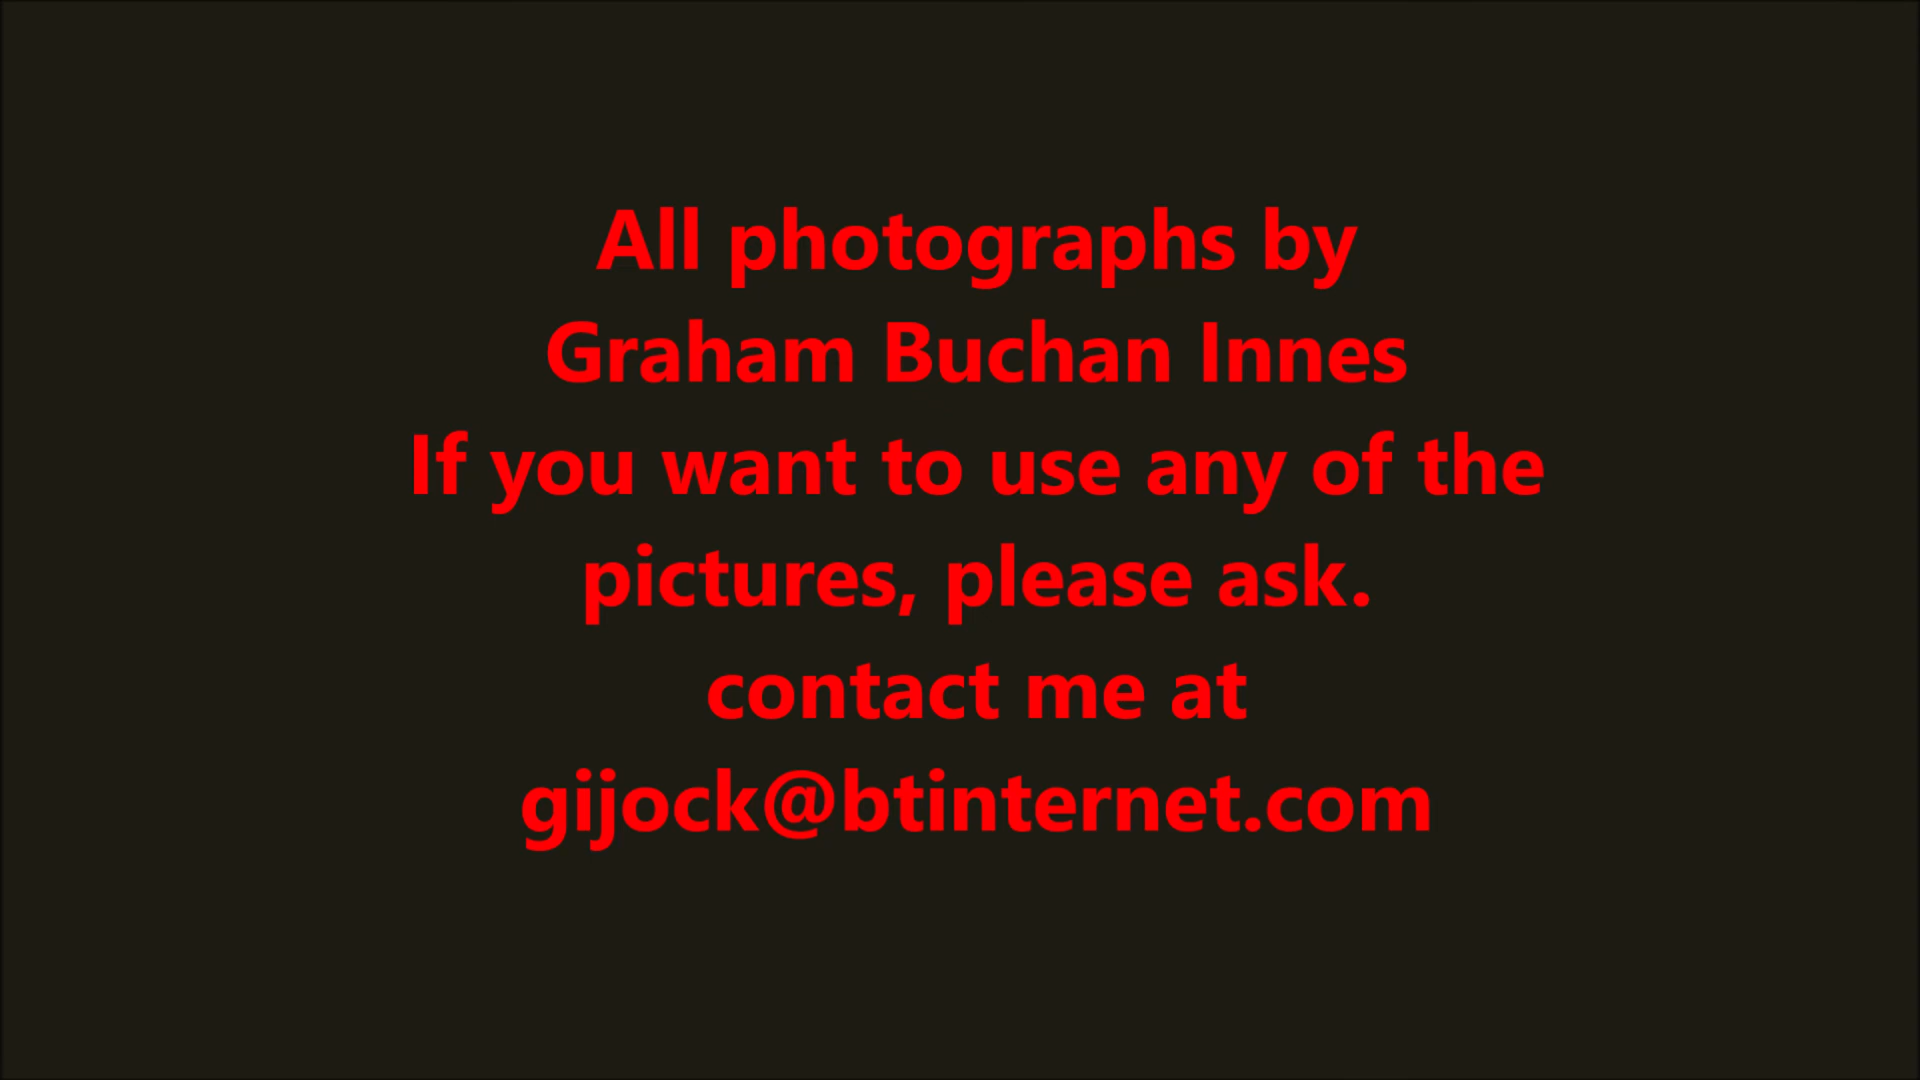 All photographs by
Graham Buchan Innes
If you want to use any of the
pictures, please ask.
contact me at
gijock@btinternet.com